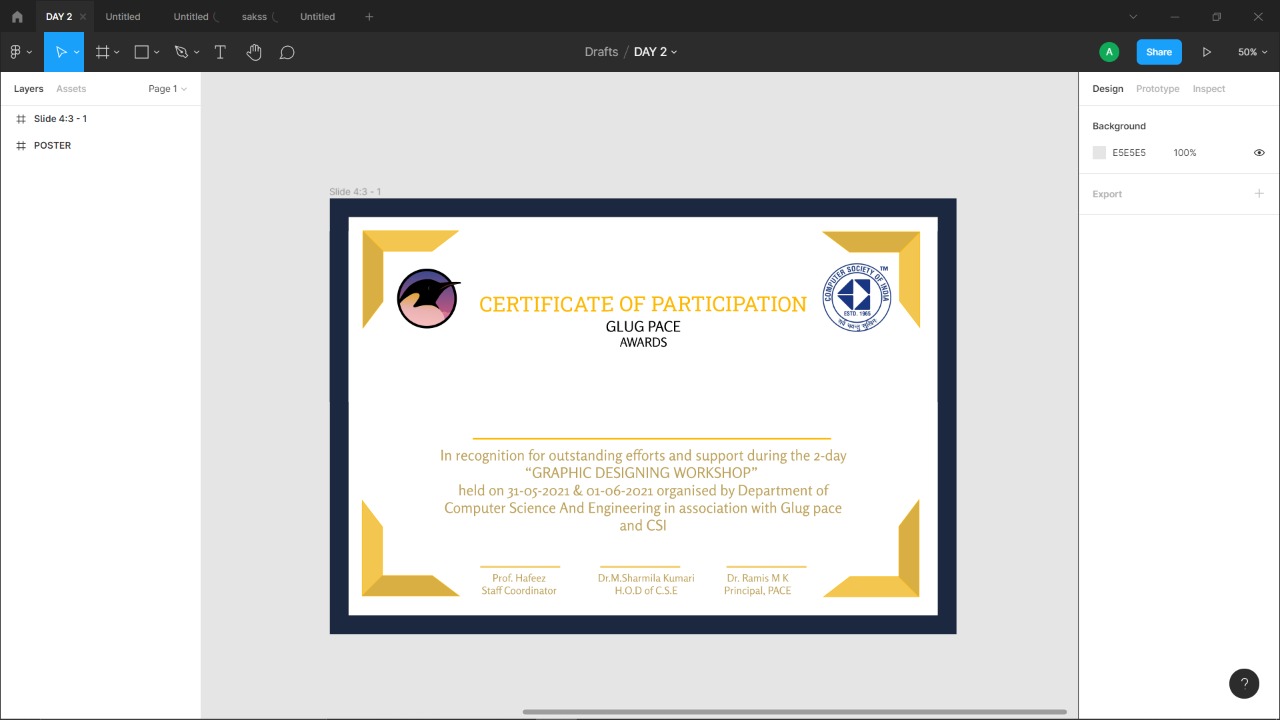 DAY 2
Untitled
Untitled
sakss
Untitled
Drafts / DAY 2
A
Share
50%
Layers
Assets
Page 1
Design
Prototype
Inspect
Slide 4:3 - 1
POSTER
Background
E5E5E5
100%
Export
Slide 4:3 - 1
CERTIFICATE OF PARTICIPATION
GLUG PACE
AWARDS
COMPUTER SOCIETY OF INDIA
TM
ESTD. 1965
In recognition for outstanding efforts and support during the 2-day
“GRAPHIC DESIGNING WORKSHOP”
held on 31-05-2021 & 01-06-2021 organised by Department of
Computer Science And Engineering in association with Glug pace
and CSI
Prof. Hafeez
Staff Coordinator
Dr.M.Sharmila Kumari
H.O.D of C.S.E
Dr. Ramis M K
Principal, PACE
?